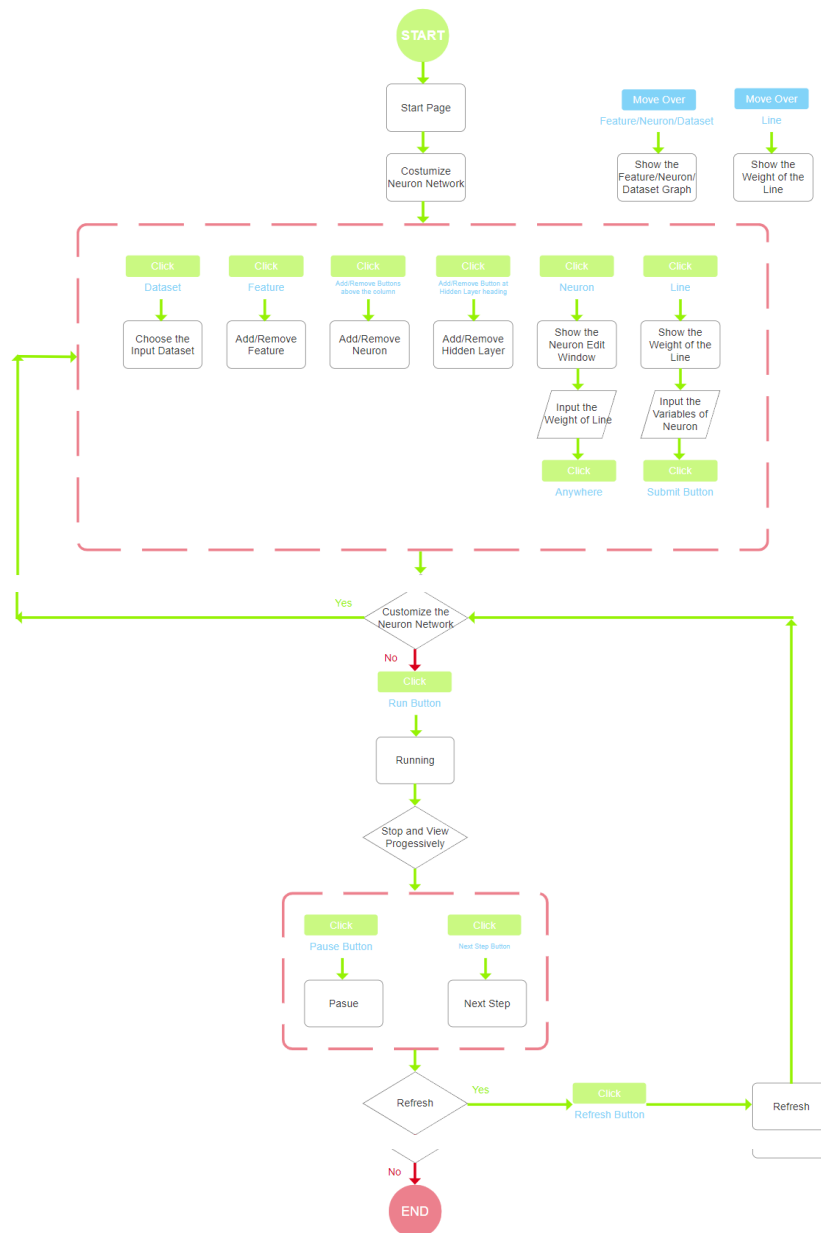 START
Start Page
Move Over
Feature/Neuron/Dataset
Move Over
Line
Costumize
Neuron Network
Show the
Feature/Neuron/
Dataset Graph
Show the
Weight of the
Line
Click
Dataset
Choose the
Input Dataset
Click
Feature
Add/Remove
Feature
Click
Add/Remove Buttons
above the column
Add/Remove
Neuron
Click
Add/Remove Button at
Hidden Layer heading
Add/Remove
Hidden Layer
Click
Neuron
Show the
Neuron Edit
Window
Input the
Weight of Line
Click
Anywhere
Click
Line
Show the
Weight of the
Line
Input the
Variables of
Neuron
Click
Submit Button
Yes
Customize the
Neuron Network
No
Click
Run Button
Running
Stop and View
Progessively
Click
Pause Button
Pasue
Click
Next Step Button
Next Step
Refresh
Yes
Click
Refresh Button
Refresh
No
END